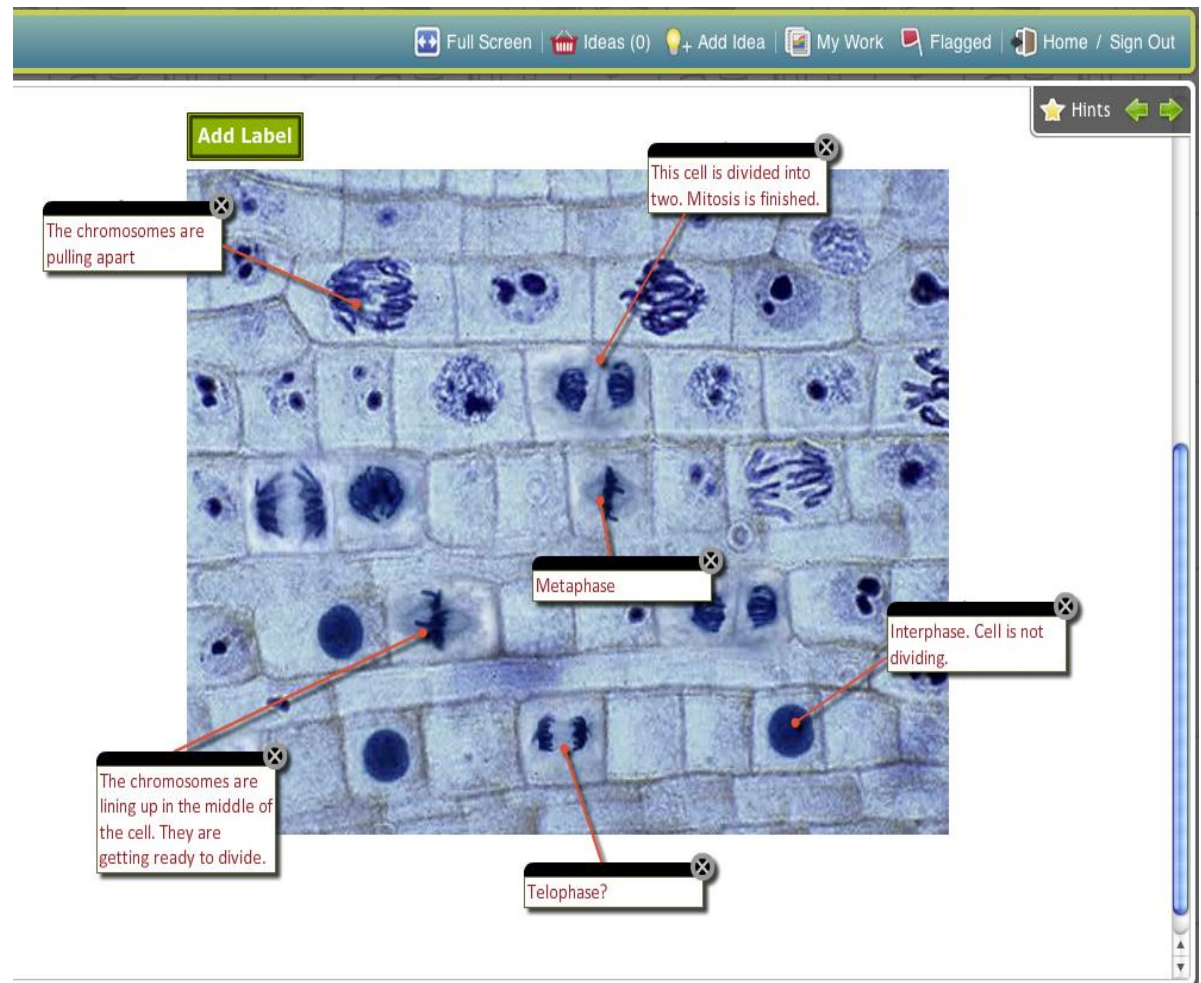 Full Screen | Ideas (0) + Add Idea | My Work Flagged | Home / Sign Out
Hints
Add Label
This cell is divided into
two. Mitosis is finished.
The chromosomes are
pulling apart
Metaphase
Interphase. Cell is not
dividing.
The chromosomes are
lining up in the middle of
the cell. They are
getting ready to divide.
Telophase?